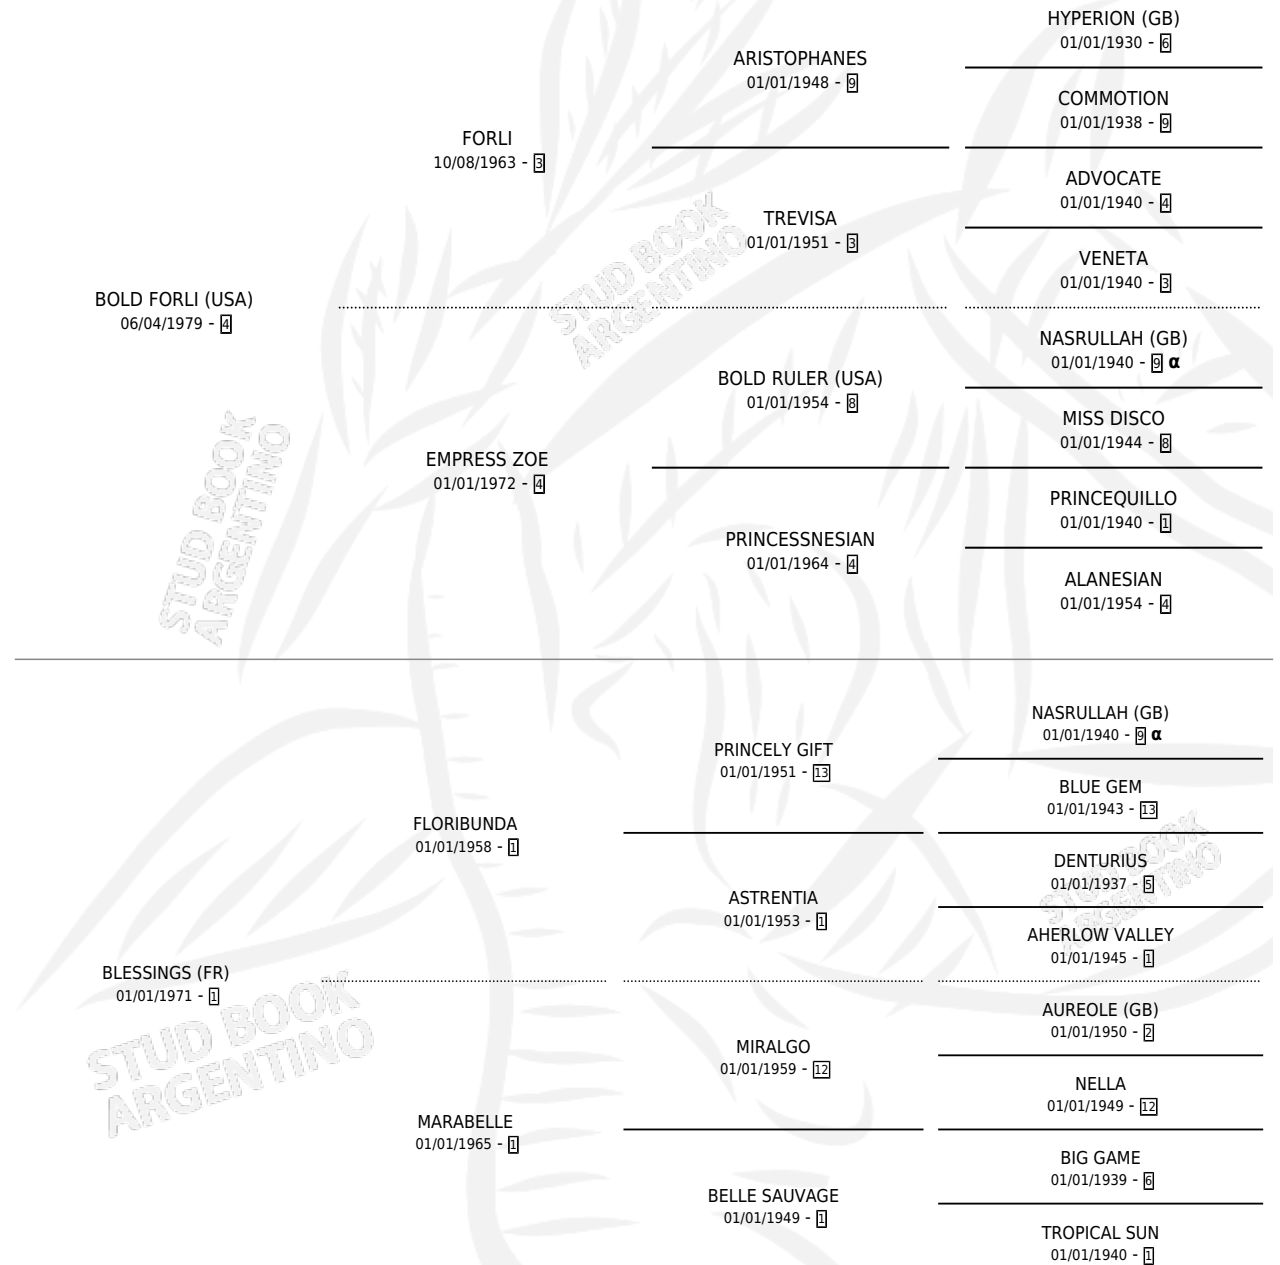 HYPERION (GB)
01/01/1930 - 6
ARISTOPHANES
01/01/1948 - 9
COMMOTION
01/01/1938 - 9
FORLI
10/08/1963 - 3
ADVOCATE
01/01/1940 - 4
TREVISA
01/01/1951 - 3
VENETA
01/01/1940 - 3
BOLD FORLI (USA)
06/04/1979 - 4
NASRULLAH (GB)
01/01/1940 - 9 α
BOLD RULER (USA)
01/01/1954 - 8
MISS DISCO
01/01/1944 - 8
EMPRESS ZOE
01/01/1972 - 4
PRINCEQUILLO
01/01/1940 - 1
PRINCESSNESIAN
01/01/1964 - 4
ALANESIAN
01/01/1954 - 4
NASRULLAH (GB)
01/01/1940 - 9 α
PRINCELY GIFT
01/01/1951 - 13
BLUE GEM
01/01/1943 - 13
FLORIBUNDA
01/01/1958 - 1
DENTURIUS
01/01/1937 - 5
ASTRENTIA
01/01/1953 - 1
AHERLOW VALLEY
01/01/1945 - 1
BLESSINGS (FR)
01/01/1971 - 1
AUREOLE (GB)
01/01/1950 - 2
MIRALGO
01/01/1959 - 12
NELLA
01/01/1949 - 12
MARABELLE
01/01/1965 - 1
BIG GAME
01/01/1939 - 6
BELLE SAUVAGE
01/01/1949 - 1
TROPICAL SUN
01/01/1940 - 1
STUD BOOK
ARGENTINO
STUD BOOK
ARGENTINO
STUD BOOK
ARGENTINO
STUD BOOK
ARGENTINO